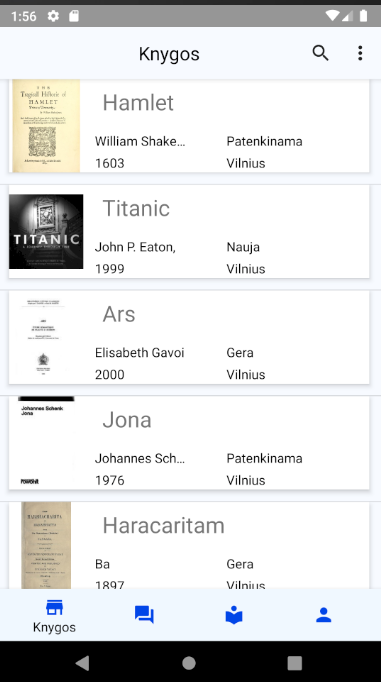 1:56
Knygos
THE
Tragicall Historie of
HAMLET
Hamlet
William Shake... Patenkinama
1603 Vilnius
TITANIC
Titanic
John P. Eaton, Nauja
1999 Vilnius
Ars
Elisabeth Gavoi Gera
2000 Vilnius
Johannes Schenk
Jona
rowohlt
Jona
Johannes Sch... Patenkinama
1976 Vilnius
Haracaritam
Ba Gera
1897 Vilnius
Knygos